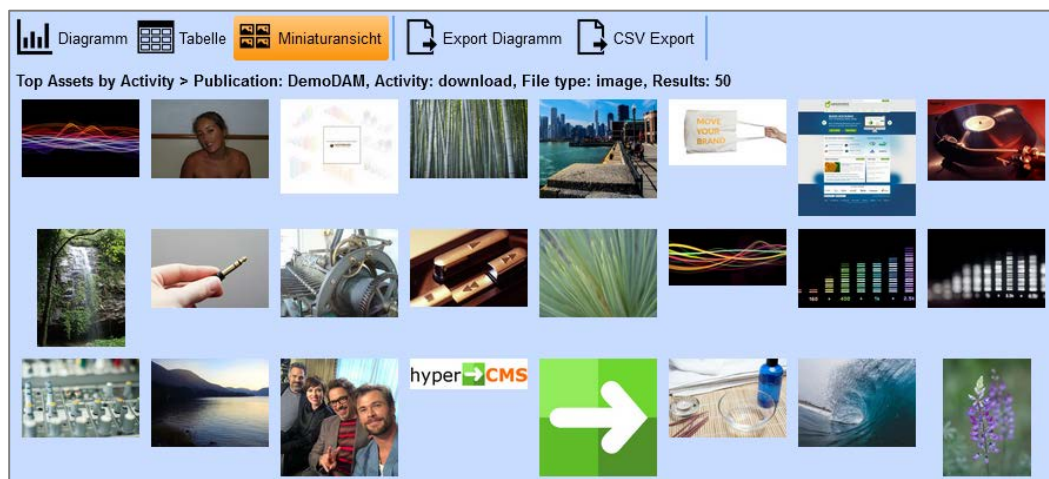 Diagramm Tabelle Miniaturansicht Export Diagramm CSV Export
Top Assets by Activity > Publication: DemoDAM, Activity: download, File type: image, Results: 50
MOVE
YOUR
BRAND
hyper CMS